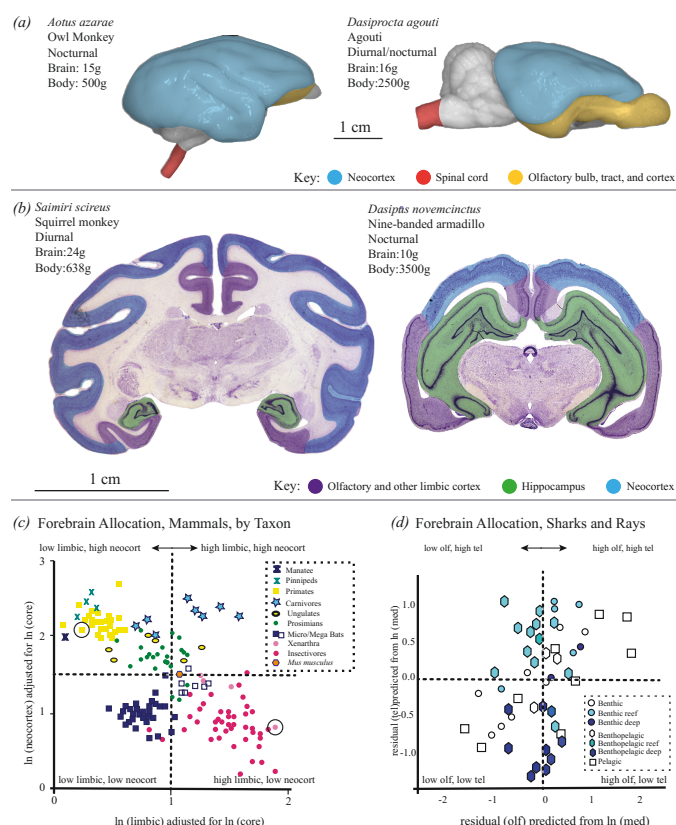 (a)
Aotus azarae
Owl Monkey
Nocturnal
Brain: 15g
Body: 500g
Dasiprocta agouti
Agouti
Diurnal/nocturnal
Brain:16g
Body:2500g
1 cm
Key: Neocortex Spinal cord Olfactory bulb, tract, and cortex
(b) Saimiri scireus
Squirrel monkey
Diurnal
Brain:24g
Body:638g
Dasipus novemcinctus
Nine-banded armadillo
Nocturnal
Brain:10g
Body:3500g
1 cm
Key: Olfactory and other limbic cortex Hippocampus Neocortex
(c) Forebrain Allocation, Mammals, by Taxon
low limbic, high neocort high limbic, high neocort
3
2
1
0
ln (neocortex) adjusted for ln (core)
Manatee
Pinnipeds
Primates
Carnivores
Ungulates
Prosimians
Micro/Mega Bats
Xenarthra
Insectivores
Mus musculus
low limbic, low neocort high limbic, low neocort
0 1 2
ln (limbic) adjusted for ln (core)
(d) Forebrain Allocation, Sharks and Rays
low olf, high tel high olf, high tel
1.0
0.5
0.0
-0.5
-1.0
residual (tel)predicted from ln (med)
Benthic
Benthic reef
Benthic deep
Benthopelagic
Benthopelagic reef
Benthopelagic deep
Pelagic
low olf, low tel high olf, low tel
-2 -1 0 1 2
residual (olf) predicted from ln (med)